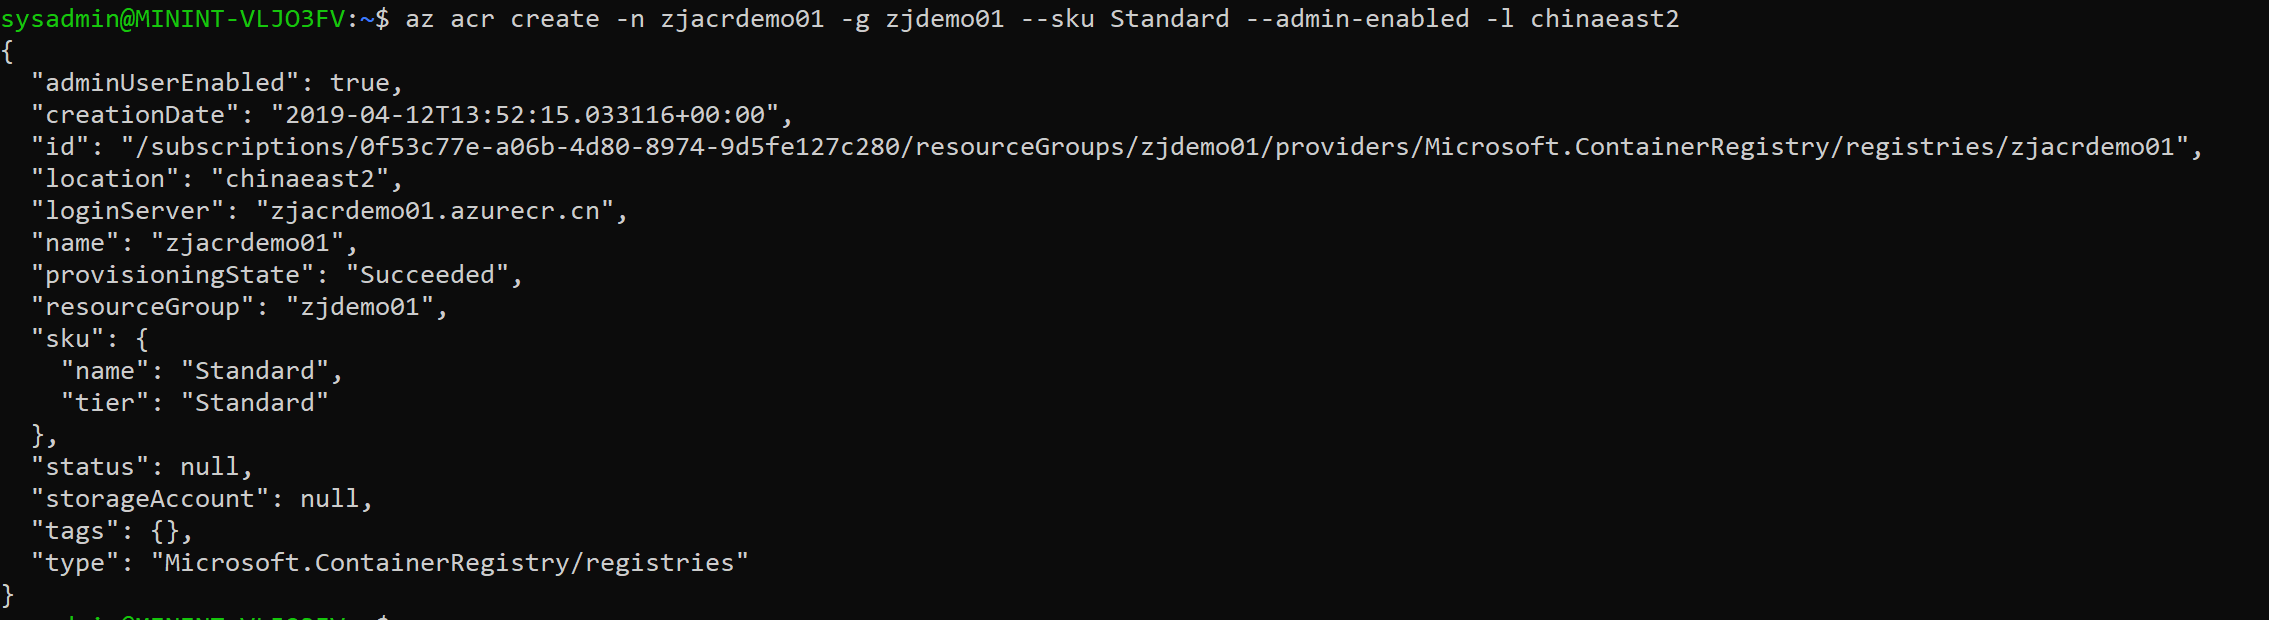 sysadmin@MININT-VLJO3FV:~$ az acr create -n zjacrdemo01 -g zjdemo01 --sku Standard --admin-enabled -l chinaeast2
{
  "adminUserEnabled": true,
  "creationDate": "2019-04-12T13:52:15.033116+00:00",
  "id": "/subscriptions/0f53c77e-a06b-4d80-8974-9d5fe127c280/resourceGroups/zjdemo01/providers/Microsoft.ContainerRegistry/registries/zjacrdemo01",
  "location": "chinaeast2",
  "loginServer": "zjacrdemo01.azurecr.cn",
  "name": "zjacrdemo01",
  "provisioningState": "Succeeded",
  "resourceGroup": "zjdemo01",
  "sku": {
    "name": "Standard",
    "tier": "Standard"
  },
  "status": null,
  "storageAccount": null,
  "tags": {},
  "type": "Microsoft.ContainerRegistry/registries"
}